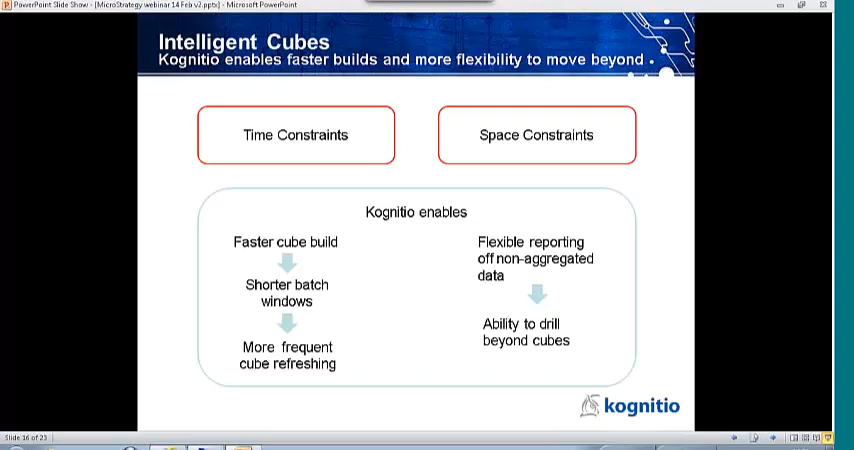 PowerPoint Slide Show - [MicroStrategy webinar 14 Feb v2.pptx] - Microsoft PowerPoint
Intelligent Cubes
Kognitio enables faster builds and more flexibility to move beyond
Time Constraints
Space Constraints
Kognitio enables
Faster cube build
Shorter batch
windows
More frequent
cube refreshing
Flexible reporting
off non-aggregated
data
Ability to drill
beyond cubes
kognitio
Slide 16 of 23